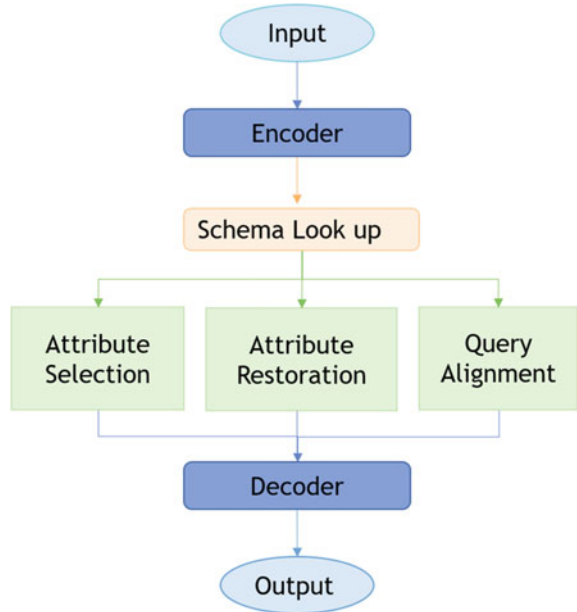 Input
Encoder
Schema Look up
Attribute
Selection
Attribute
Restoration
Query
Alignment
Decoder
Output